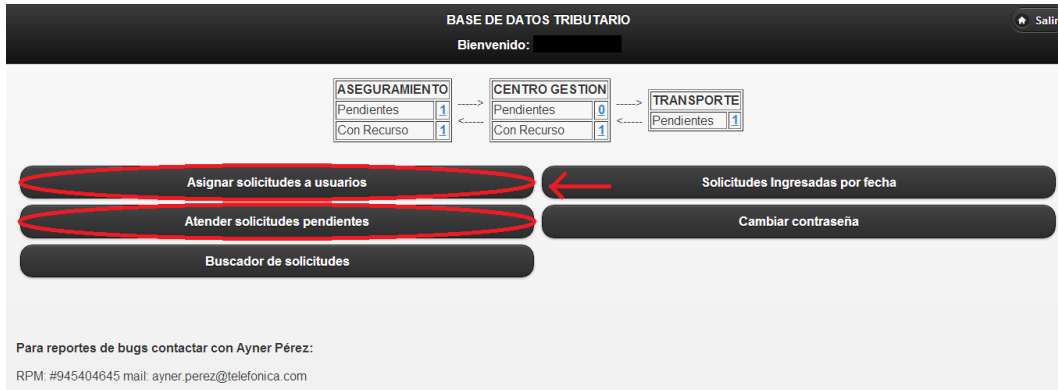 BASE DE DATOS TRIBUTARIO
Salir
Bienvenido:
ASEGURAMIENTO
Pendientes 1
Con Recurso 1
----->
<-----
CENTRO GESTION
Pendientes 0
Con Recurso 1
----->
<-----
TRANSPORTE
Pendientes 1
Asignar solicitudes a usuarios
Solicitudes Ingresadas por fecha
Atender solicitudes pendientes
Cambiar contraseña
Buscador de solicitudes
Para reportes de bugs contactar con Ayner Pérez:
RPM: #945404645 mail: ayner.perez@telefonica.com